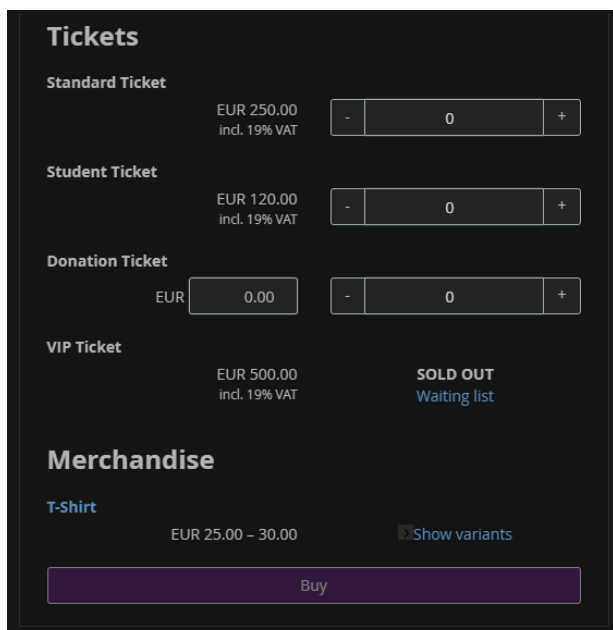 Tickets
Standard Ticket
EUR 250.00
incl. 19% VAT
- 0 +
Student Ticket
EUR 120.00
incl. 19% VAT
- 0 +
Donation Ticket
EUR 0.00 - 0 +
VIP Ticket
EUR 500.00 SOLD OUT
incl. 19% VAT Waiting list
Merchandise
T-Shirt
EUR 25.00 – 30.00 Show variants
Buy